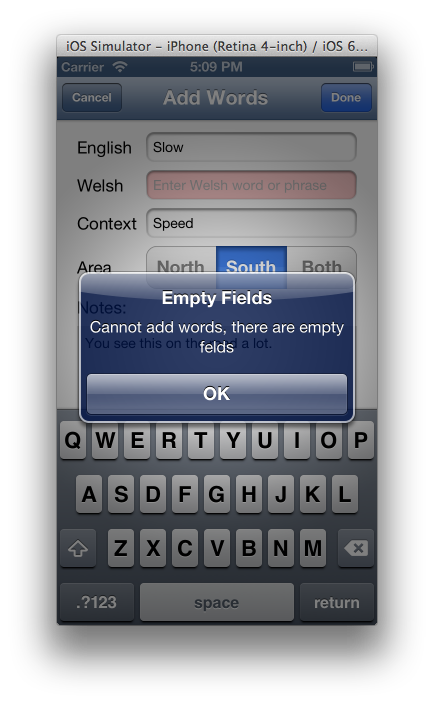 iOS Simulator - iPhone (Retina 4-inch) / iOS 6...
Carrier 5:09 PM
Cancel Add Words Done
English Slow
Welsh Enter Welsh word or phrase
Context Speed
Area North South Both
Empty Fields
Notes:
Cannot add words, there are empty
felds
You see this on the road a lot.
OK
Q W E R T Y U I O P
A S D F G H J K L
Z X C V B N M
.?123 space return